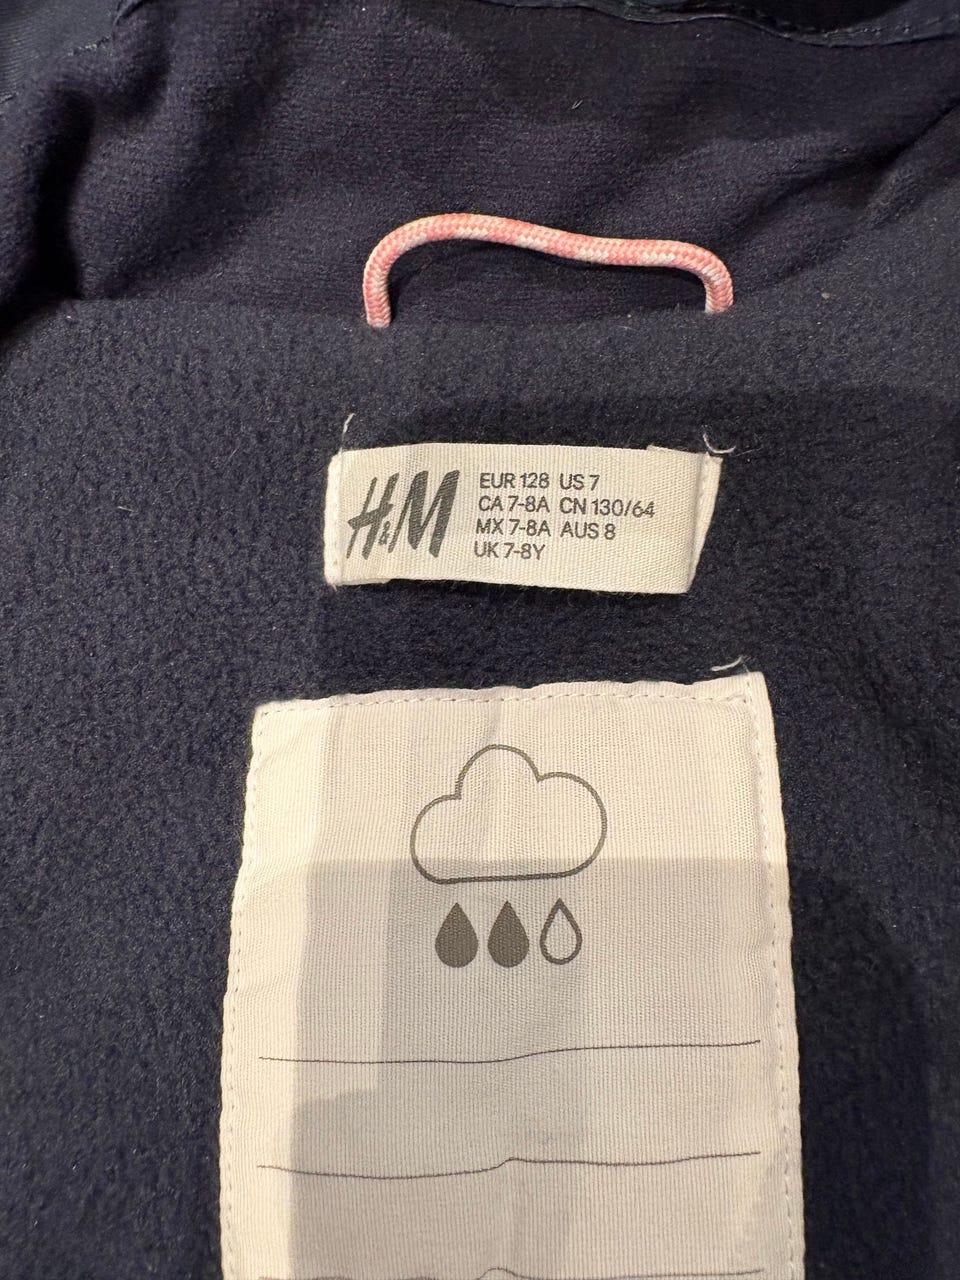 H&M
EUR 128 US 7
CA 7-8A CN 130/64
MX 7-8A AUS 8
UK 7-8Y